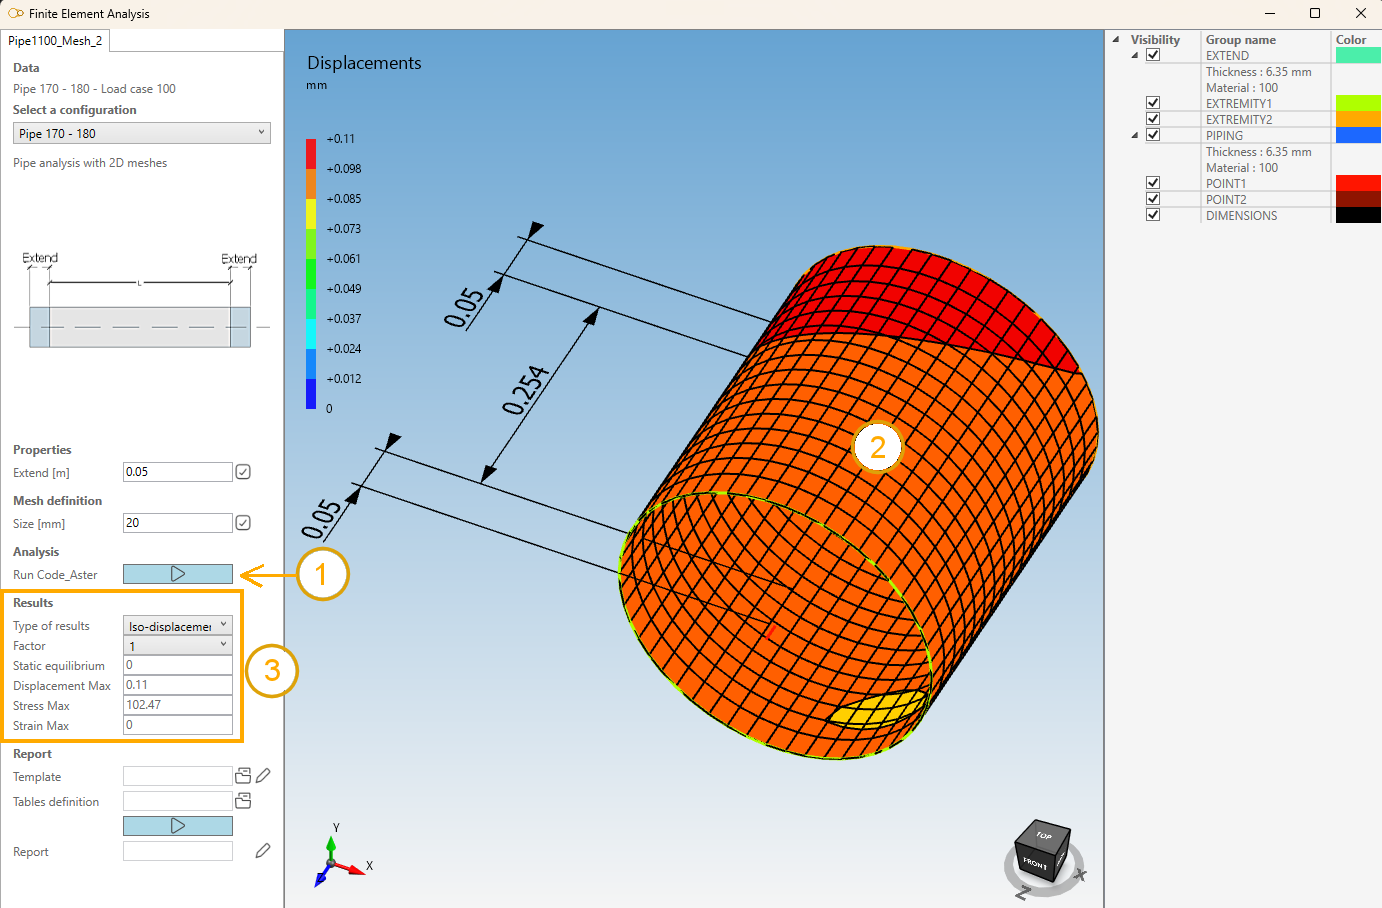 Finite Element Analysis
Pipe1100_Mesh_2
Data
Pipe 170 - 180 - Load case 100
Select a configuration
Pipe 170 - 180
Pipe analysis with 2D meshes
Extend
Extend
L
Properties
Extend [m] 0.05
Mesh definition
Size [mm] 20
Analysis
Run Code_Aster
1
Results
Type of results Iso-displacemer
Factor 1
Static equilibrium 0
Displacement Max 0.11
Stress Max 102.47
Strain Max 0
3
Report
Template
Tables definition
Report
Displacements
mm
+0.11
+0.098
+0.085
+0.073
+0.061
+0.049
+0.037
+0.024
+0.012
0
0.05
0.254
0.05
2
Y
X
TOP
FRONT
X
Z
Visibility Group name Color
EXTEND
Thickness : 6.35 mm
Material : 100
EXTREMITY1
EXTREMITY2
PIPING
Thickness : 6.35 mm
Material : 100
POINT1
POINT2
DIMENSIONS